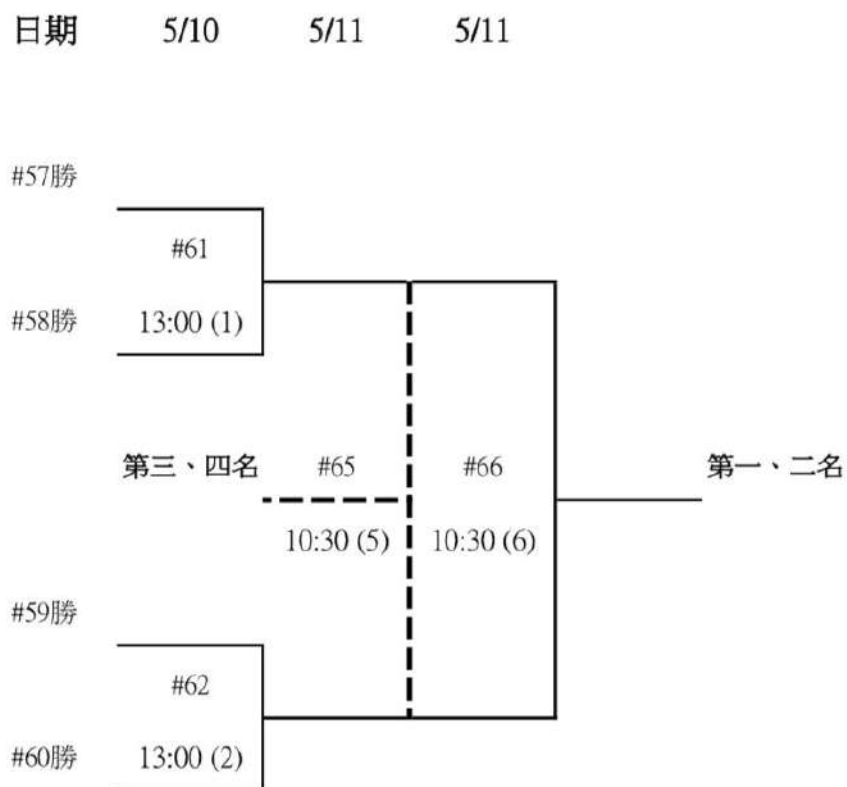 日期 5/10 5/11 5/11
#57勝
#61
#58勝 13:00 (1)
第三、四名 #65 #66 第一、二名
10:30 (5) 10:30 (6)
#59勝
#62
#60勝 13:00 (2)